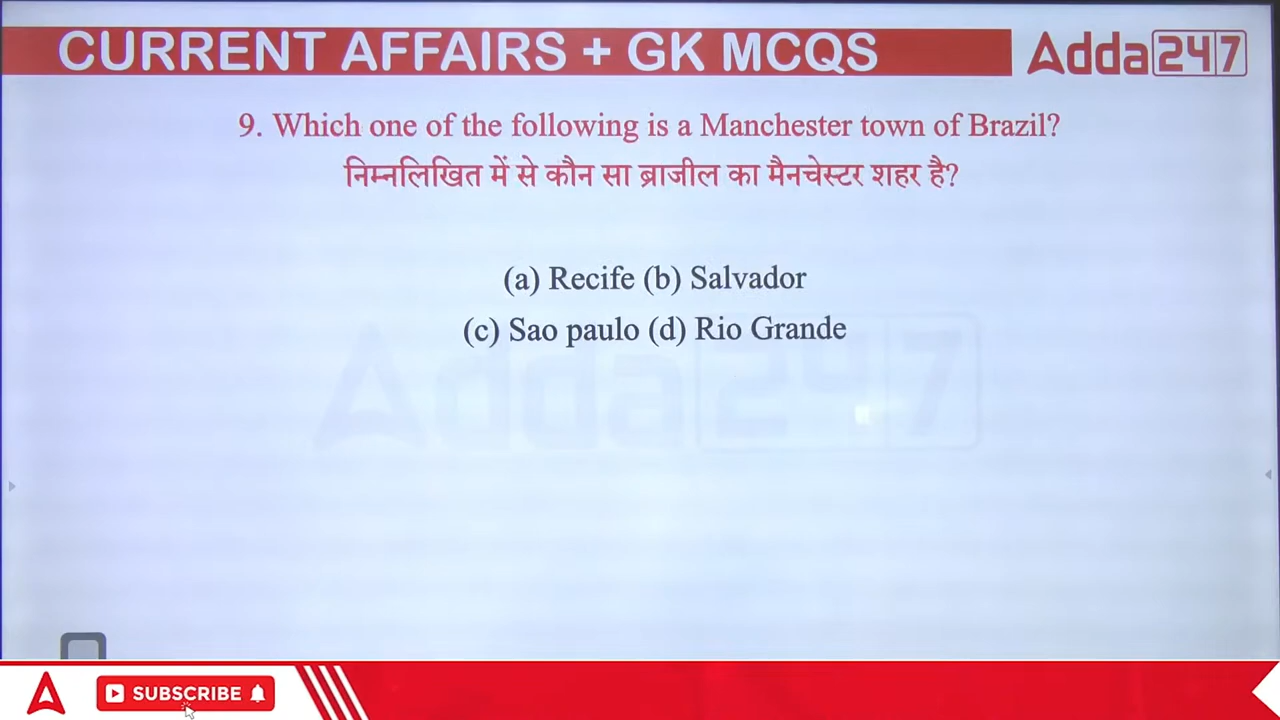 CURRENT AFFAIRS + GK MCQS
Adda247
9. Which one of the following is a Manchester town of Brazil?
निम्नलिखित में से कौन सा ब्राजील का मैनचेस्टर शहर है?
(a) Recife (b) Salvador
(c) Sao paulo (d) Rio Grande
Adda247
SUBSCRIBE